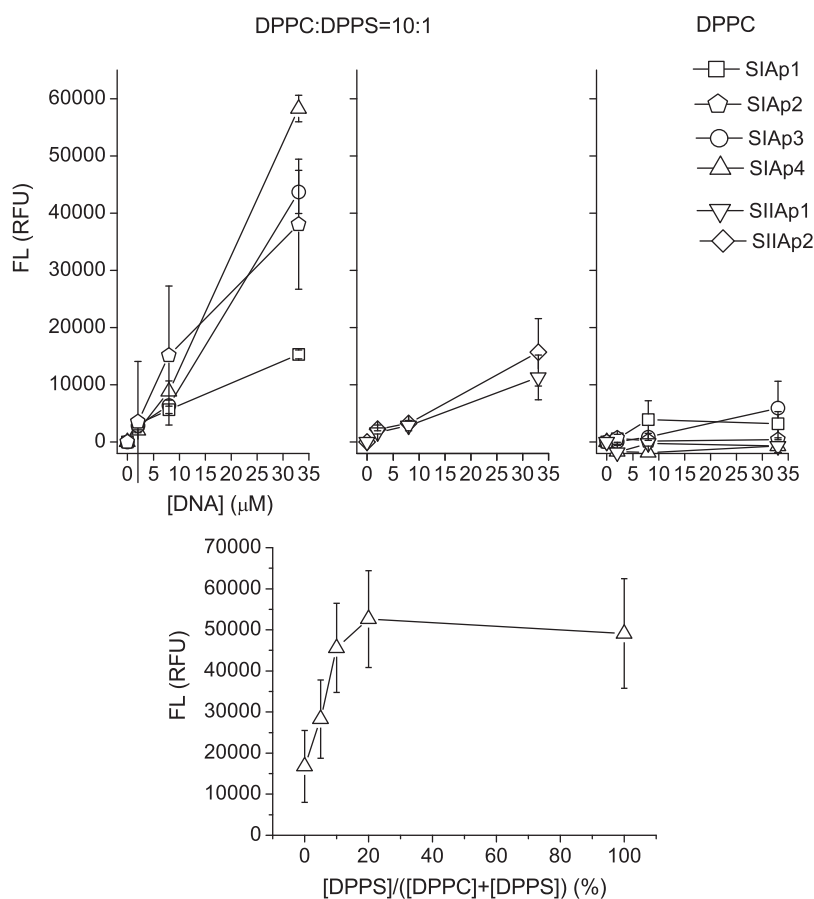 DPPC:DPPS=10:1
DPPC
SIAp1
SIAp2
SIAp3
SIAp4
SIIAp1
SIIAp2
FL (RFU)
60000
50000
40000
30000
20000
10000
0
0 5 10 15 20 25 30 35
0 5 10 15 20 25 30 35
0 5 10 15 20 25 30 35
[DNA] (μM)
FL (RFU)
70000
60000
50000
40000
30000
20000
10000
0
0 20 40 60 80 100
[DPPS]/([DPPC]+[DPPS]) (%)